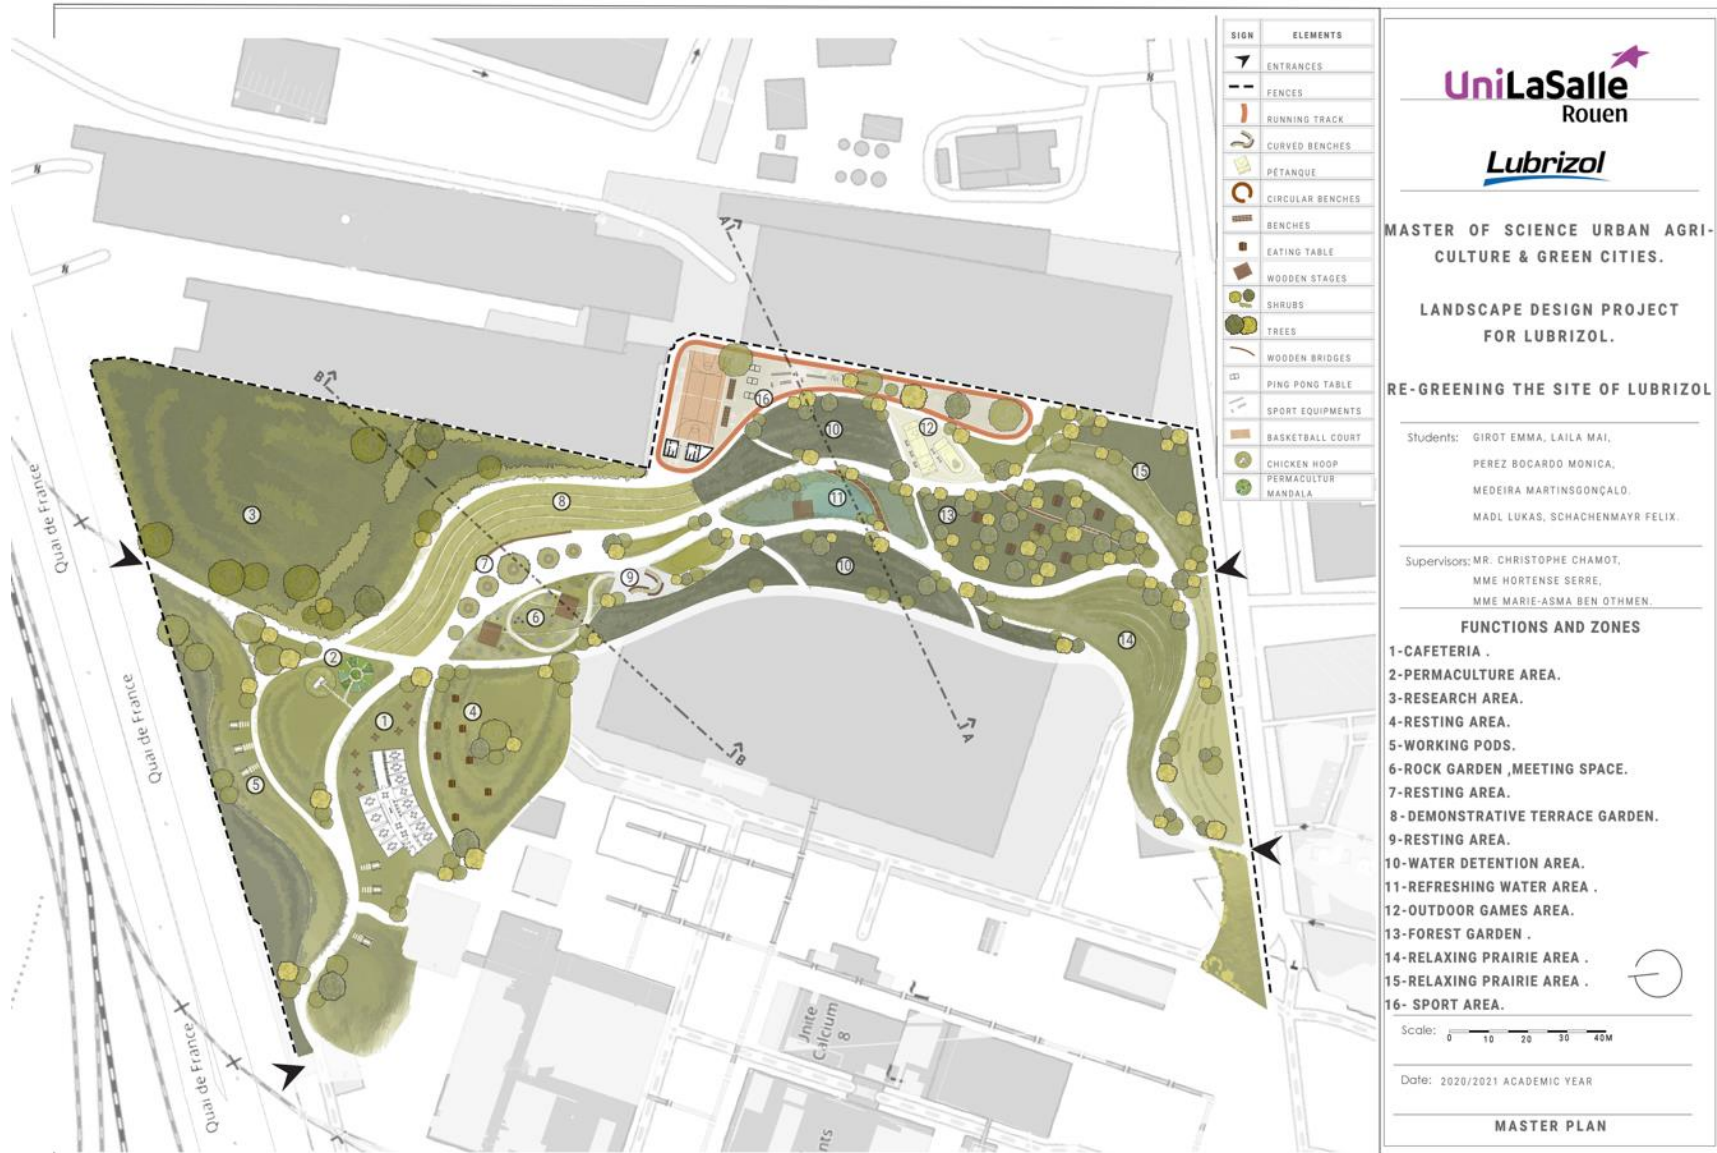 SIGN ELEMENTS
ENTRANCES
FENCES
RUNNING TRACK
CURVED BENCHES
PÉTANQUE
CIRCULAR BENCHES
BENCHES
EATING TABLE
WOODEN STAGES
SHRUBS
TREES
WOODEN BRIDGES
PING PONG TABLE
SPORT EQUIPMENTS
BASKETBALL COURT
CHICKEN HOOP
PERMACULTUR
MANDALA
UniLaSalle
Rouen
Lubrizol
MASTER OF SCIENCE URBAN AGRI-
CULTURE & GREEN CITIES.
LANDSCAPE DESIGN PROJECT
FOR LUBRIZOL.
RE-GREENING THE SITE OF LUBRIZOL
Students: GIROT EMMA, LAILA MAI,
PEREZ BOCARDO MONICA,
MEDEIRA MARTINSGONÇALO.
MADL LUKAS, SCHACHENMAYR FELIX.
Supervisors: MR. CHRISTOPHE CHAMOT,
MME HORTENSE SERRE,
MME MARIE-ASMA BEN OTHMEN.
FUNCTIONS AND ZONES
1-CAFETERIA .
2-PERMACULTURE AREA.
3-RESEARCH AREA.
4-RESTING AREA.
5-WORKING PODS.
6-ROCK GARDEN ,MEETING SPACE.
7-RESTING AREA.
8- DEMONSTRATIVE TERRACE GARDEN.
9-RESTING AREA.
10-WATER DETENTION AREA.
11-REFRESHING WATER AREA .
12-OUTDOOR GAMES AREA.
13-FOREST GARDEN .
14-RELAXING PRAIRIE AREA .
15-RELAXING PRAIRIE AREA .
16- SPORT AREA.
Scale: 0 10 20 30 40M
Date: 2020/2021 ACADEMIC YEAR
MASTER PLAN
A1
B1
16
10
12
15
3
8
11
13
7
9
10
6
14
2
1
4
5
A
B
Quai de France
Quai de France
Quai de France
Unite
Calcium
8
nts